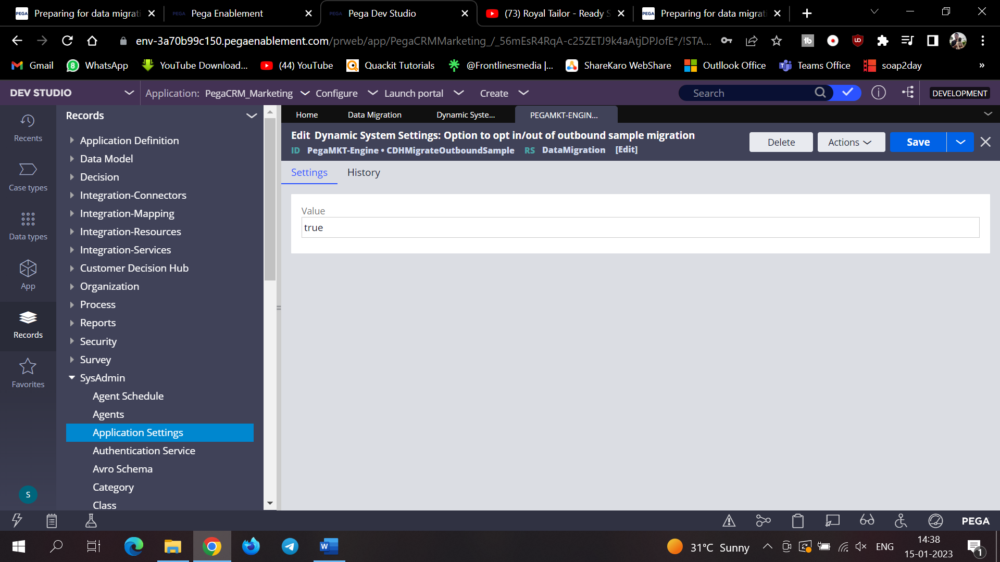 PEGA Preparing for data migrati
PEGA Pega Enablement
PEGA Pega Dev Studio
(73) Royal Tailor - Ready S
PEGA Preparing for data migrati
env-3a70b99c150.pegaenablement.com/prweb/app/PegaCRMMarketing_/_56mEsR4RqA-c25ZETJ9k4aAtjDPJofE*/!STA...
Gmail 8 WhatsApp YouTube Download... (44) YouTube Quackit Tutorials @Frontlinesmedia |... ShareKaro WebShare Outllook Office Teams Office soap2day »
DEV STUDIO Application: PegaCRM_Marketing Configure Launch portal Create Search DEVELOPMENT
Recents
Case types
Data types
App
Records
Favorites
S
Records
Application Definition
Data Model
Decision
Integration-Connectors
Integration-Mapping
Integration-Resources
Integration-Services
Customer Decision Hub
Organization
Process
Reports
Security
Survey
SysAdmin
Agent Schedule
Agents
Application Settings
Authentication Service
Avro Schema
Category
Class
Home Data Migration Dynamic Syste... PEGAMKT-ENGIN...
Edit Dynamic System Settings: Option to opt in/out of outbound sample migration
ID PegaMKT-Engine • CDHMigrateOutboundSample RS DataMigration [Edit]
Delete Actions Save
Settings History
Value
true
PEGA
W 31°C Sunny ENG 14:38
15-01-2023
1